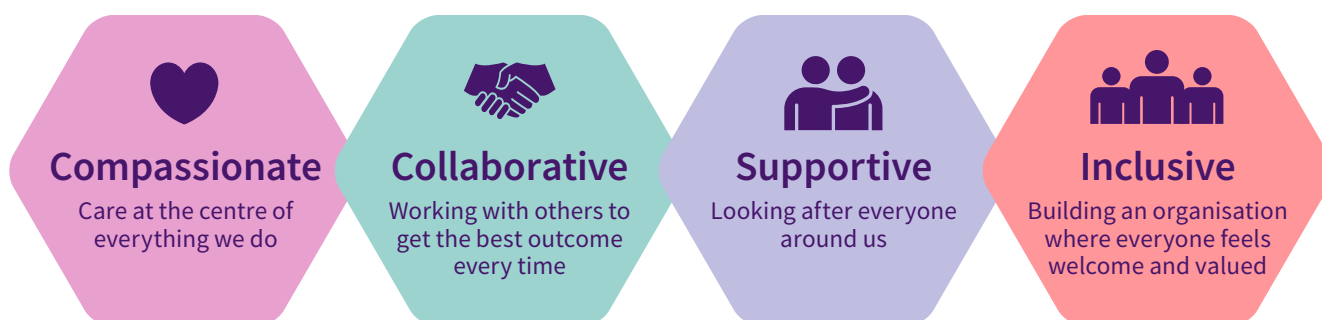 Compassionate
Care at the centre of
everything we do
Collaborative
Working with others to
get the best outcome
every time
Supportive
Looking after everyone
around us
Inclusive
Building an organisation
where everyone feels
welcome and valued